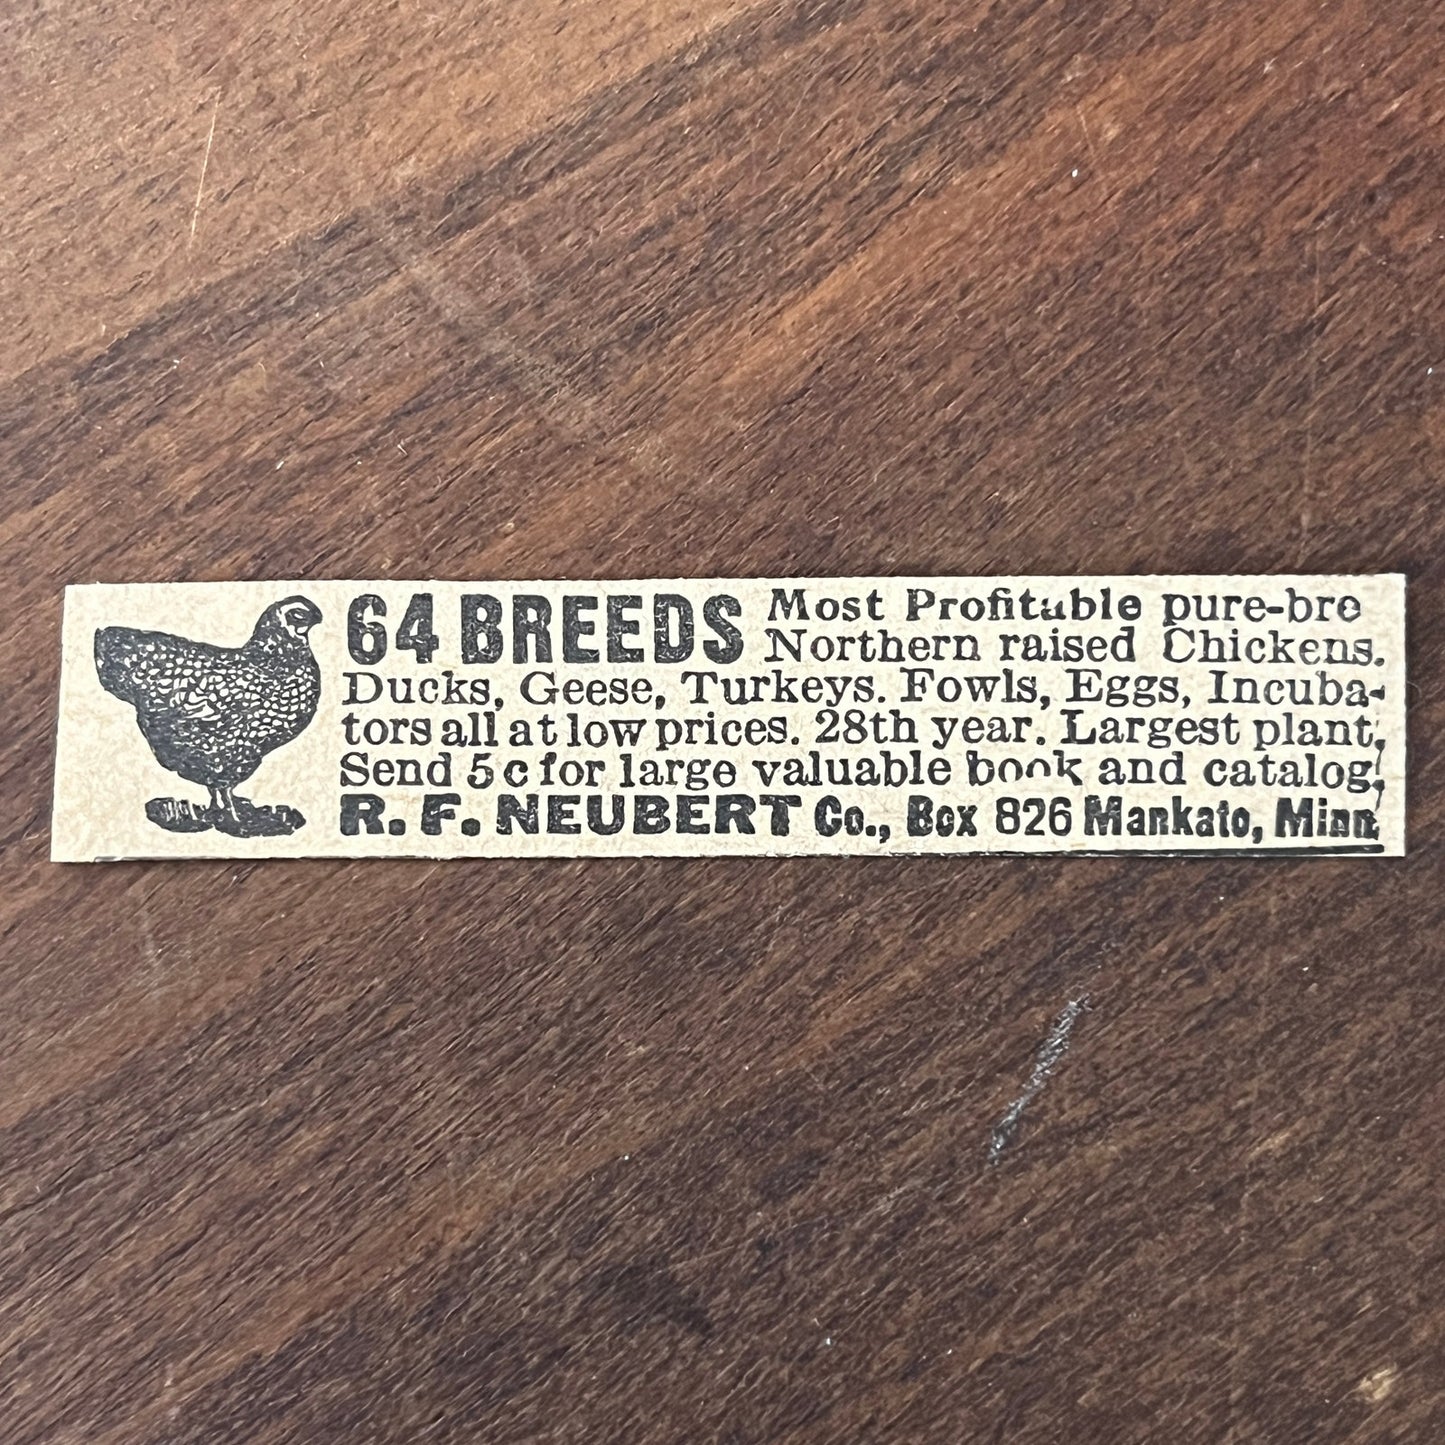 64 BREEDS Most Profitable pure-bre
Northern raised Chickens.
Ducks, Geese, Turkeys. Fowls, Eggs, Incuba-
tors all at low prices. 28th year. Largest plant.
Send 5c for large valuable book and catalog.
R. F. NEUBERT Co., Box 826 Mankato, Minn